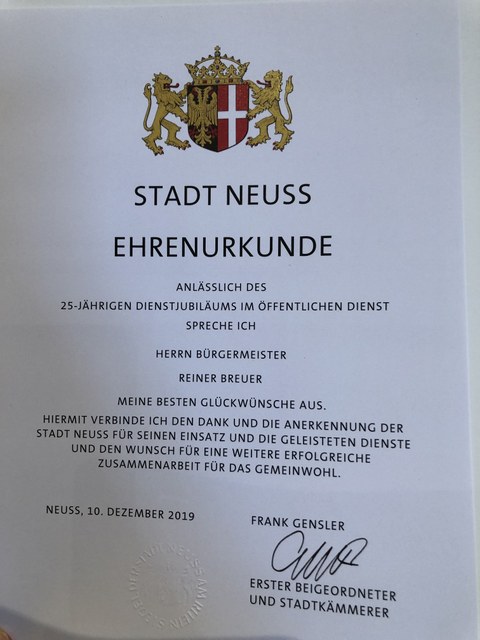 STADT NEUSS
EHRENURKUNDE
ANLÄSSLICH DES
25-JÄHRIGEN DIENSTJUBILÄUMS IM ÖFFENTLICHEN DIENST
SPRECHE ICH
HERRN BÜRGERMEISTER
REINER BREUER
MEINE BESTEN GLÜCKWÜNSCHE AUS.
HIERMIT VERBINDE ICH DEN DANK UND DIE ANERKENNUNG DER
STADT NEUSS FÜR SEINEN EINSATZ UND DIE GELEISTETEN DIENSTE
UND DEN WUNSCH FÜR EINE WEITERE ERFOLGREICHE
ZUSAMMENARBEIT FÜR DAS GEMEINWOHL.
NEUSS, 10. DEZEMBER 2019
FRANK GENSLER
ERSTER BEIGEORDNETER
UND STADTKÄMMERER